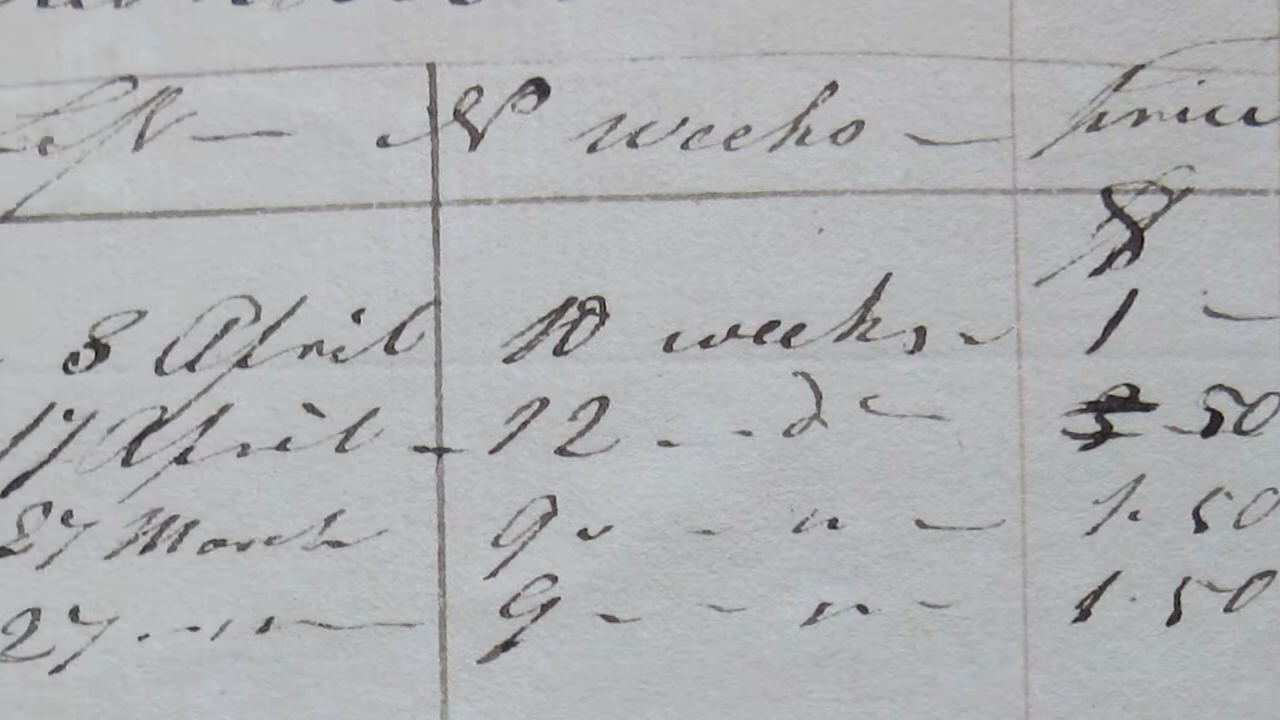 Left — No weeks — price
$
8 April 10 weeks - 1 -
17 April - 12 - - do - 50
27 March 9 - - " - 1. 50
27 - " - 9 - - " - 1. 50